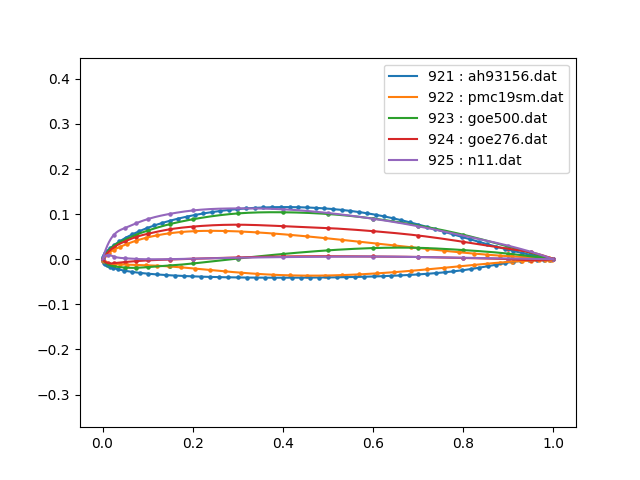 921 : ah93156.dat
922 : pmc19sm.dat
923 : goe500.dat
924 : goe276.dat
925 : n11.dat
0.4
0.3
0.2
0.1
0.0
−0.1
−0.2
−0.3
0.0 0.2 0.4 0.6 0.8 1.0